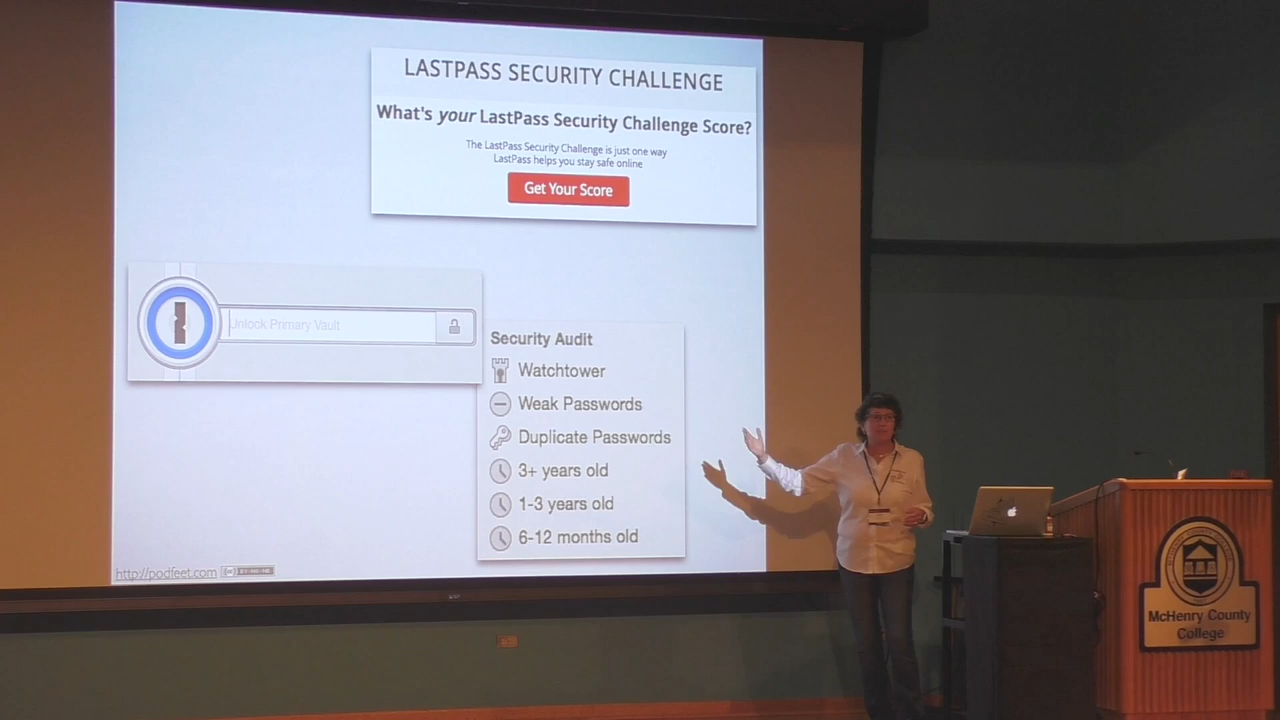 LASTPASS SECURITY CHALLENGE
What's your LastPass Security Challenge Score?
The LastPass Security Challenge is just one way
LastPass helps you stay safe online
Get Your Score
Unlock Primary Vault
Security Audit
Watchtower
Weak Passwords
Duplicate Passwords
3+ years old
1-3 years old
6-12 months old
http://podfeet.com
McHenry County
College